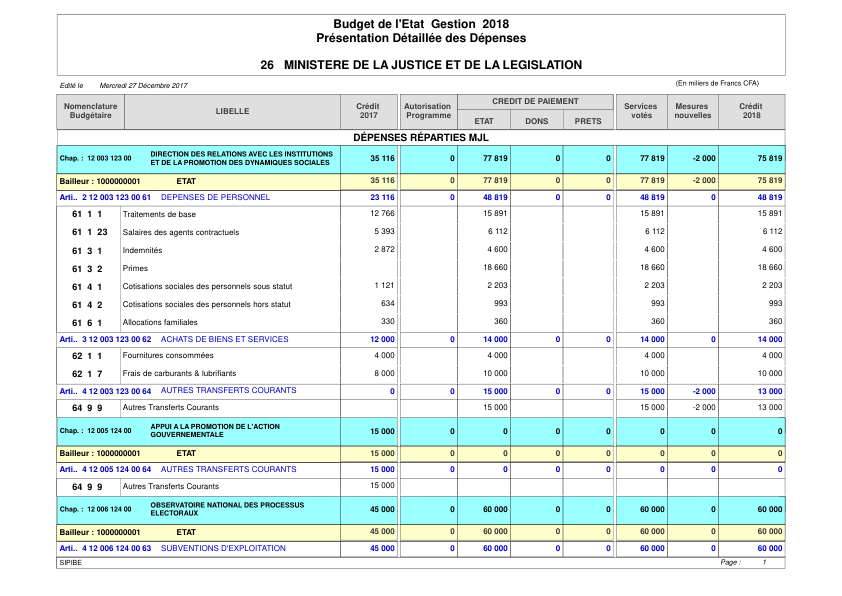 Budget de l'Etat Gestion 2018
Présentation Détaillée des Dépenses
26 MINISTERE DE LA JUSTICE ET DE LA LEGISLATION
Edité le Mercredi 27 Décembre 2017 (En miliers de Francs CFA)
Nomenclature Budgétaire LIBELLE Crédit 2017 Autorisation Programme CREDIT DE PAIEMENT ETAT DONS PRETS Services votés Mesures nouvelles Crédit 2018
DÉPENSES RÉPARTIES MJL
Chap. : 12 003 123 00 DIRECTION DES RELATIONS AVEC LES INSTITUTIONS ET DE LA PROMOTION DES DYNAMIQUES SOCIALES 35 116 0 77 819 0 0 77 819 -2 000 75 819
Bailleur : 1000000001 ETAT 35 116 0 77 819 0 0 77 819 -2 000 75 819
Arti.. 2 12 003 123 00 61 DEPENSES DE PERSONNEL 23 116 0 48 819 0 0 48 819 0 48 819
61 1 1 Traitements de base 12 766 15 891 15 891 15 891
61 1 23 Salaires des agents contractuels 5 393 6 112 6 112 6 112
61 3 1 Indemnités 2 872 4 600 4 600 4 600
61 3 2 Primes 18 660 18 660 18 660
61 4 1 Cotisations sociales des personnels sous statut 1 121 2 203 2 203 2 203
61 4 2 Cotisations sociales des personnels hors statut 634 993 993 993
61 6 1 Allocations familiales 330 360 360 360
Arti.. 3 12 003 123 00 62 ACHATS DE BIENS ET SERVICES 12 000 0 14 000 0 0 14 000 0 14 000
62 1 1 Fournitures consommées 4 000 4 000 4 000 4 000
62 1 7 Frais de carburants & lubrifiants 8 000 10 000 10 000 10 000
Arti.. 4 12 003 123 00 64 AUTRES TRANSFERTS COURANTS 0 0 15 000 0 0 15 000 -2 000 13 000
64 9 9 Autres Transferts Courants 15 000 15 000 -2 000 13 000
Chap. : 12 005 124 00 APPUI A LA PROMOTION DE L'ACTION GOUVERNEMENTALE 15 000 0 0 0 0 0 0 0
Bailleur : 1000000001 ETAT 15 000 0 0 0 0 0 0 0
Arti.. 4 12 005 124 00 64 AUTRES TRANSFERTS COURANTS 15 000 0 0 0 0 0 0 0
64 9 9 Autres Transferts Courants 15 000
Chap. : 12 006 124 00 OBSERVATOIRE NATIONAL DES PROCESSUS ELECTORAUX 45 000 0 60 000 0 0 60 000 0 60 000
Bailleur : 1000000001 ETAT 45 000 0 60 000 0 0 60 000 0 60 000
Arti.. 4 12 006 124 00 63 SUBVENTIONS D'EXPLOITATION 45 000 0 60 000 0 0 60 000 0 60 000
SIPIBE Page : 1